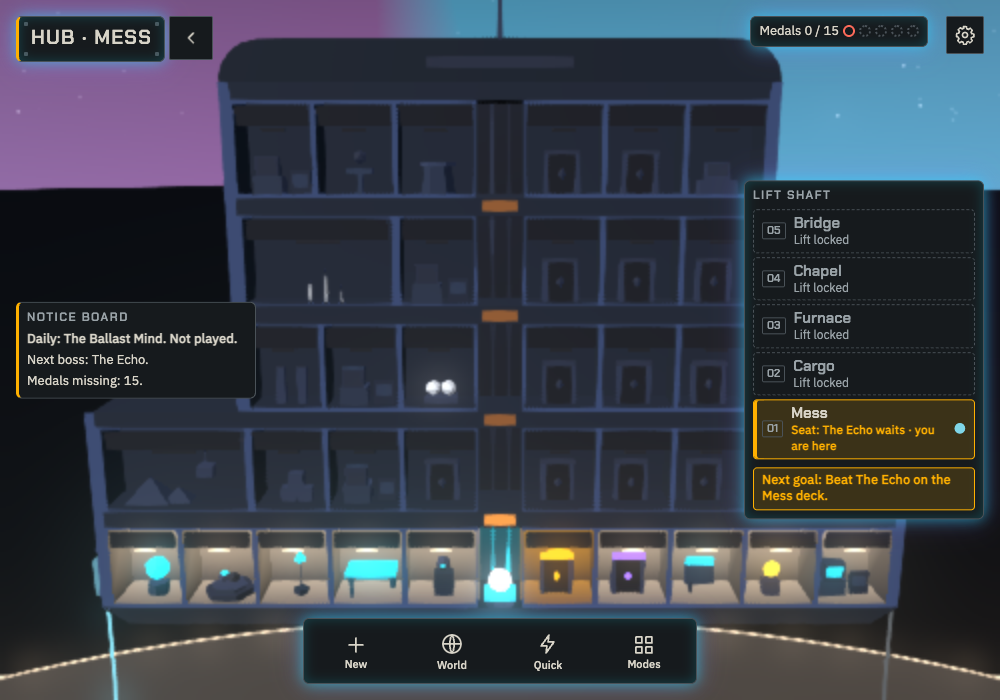 HUB · MESS
Medals 0 / 15
NOTICE BOARD
Daily: The Ballast Mind. Not played.
Next boss: The Echo.
Medals missing: 15.
LIFT SHAFT
05 Bridge
Lift locked
04 Chapel
Lift locked
03 Furnace
Lift locked
02 Cargo
Lift locked
01 Mess
Seat: The Echo waits · you
are here
Next goal: Beat The Echo on the
Mess deck.
New
World
Quick
Modes